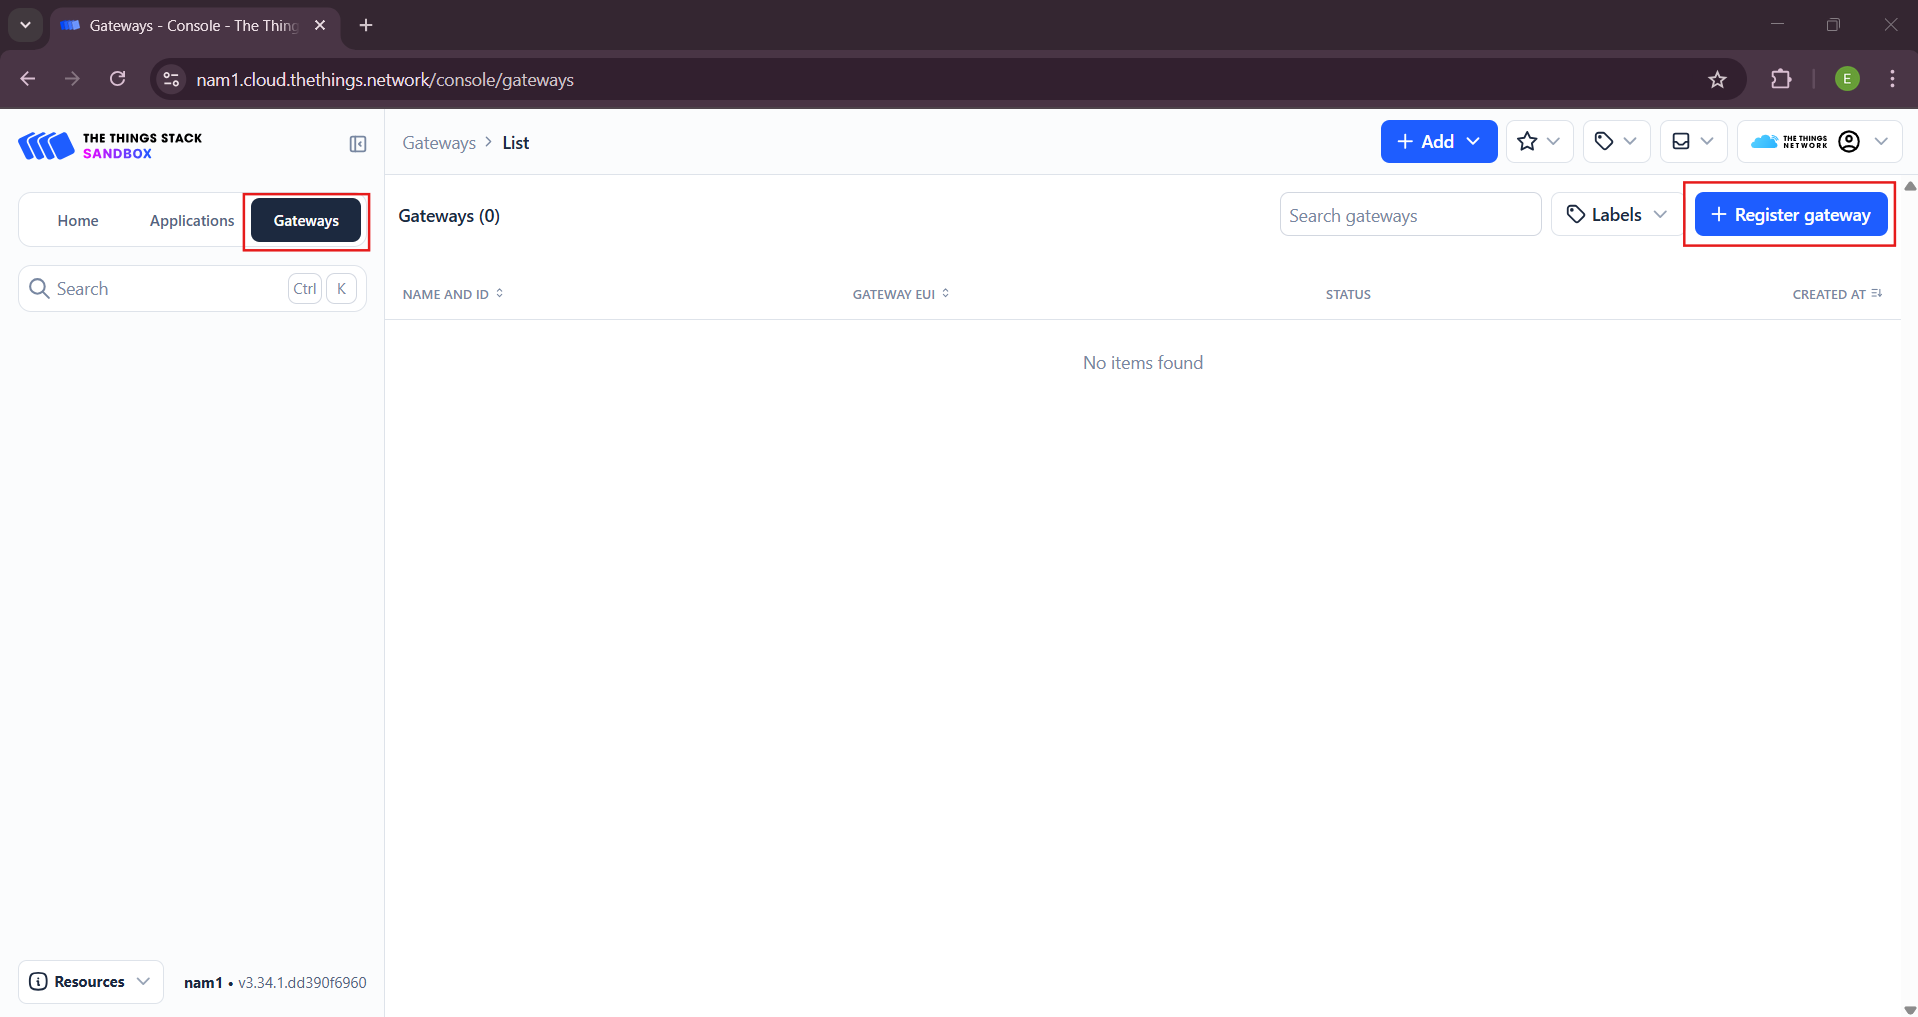 Gateways - Console - The Thing
nam1.cloud.thethings.network/console/gateways
E
THE THINGS STACK
SANDBOX
Gateways > List
+ Add
THE THINGS
NETWORK
Home
Applications
Gateways
Gateways (0)
Search gateways
Labels
+ Register gateway
Search
Ctrl
K
NAME AND ID
GATEWAY EUI
STATUS
CREATED AT
No items found
Resources
nam1 • v3.34.1.dd390f6960